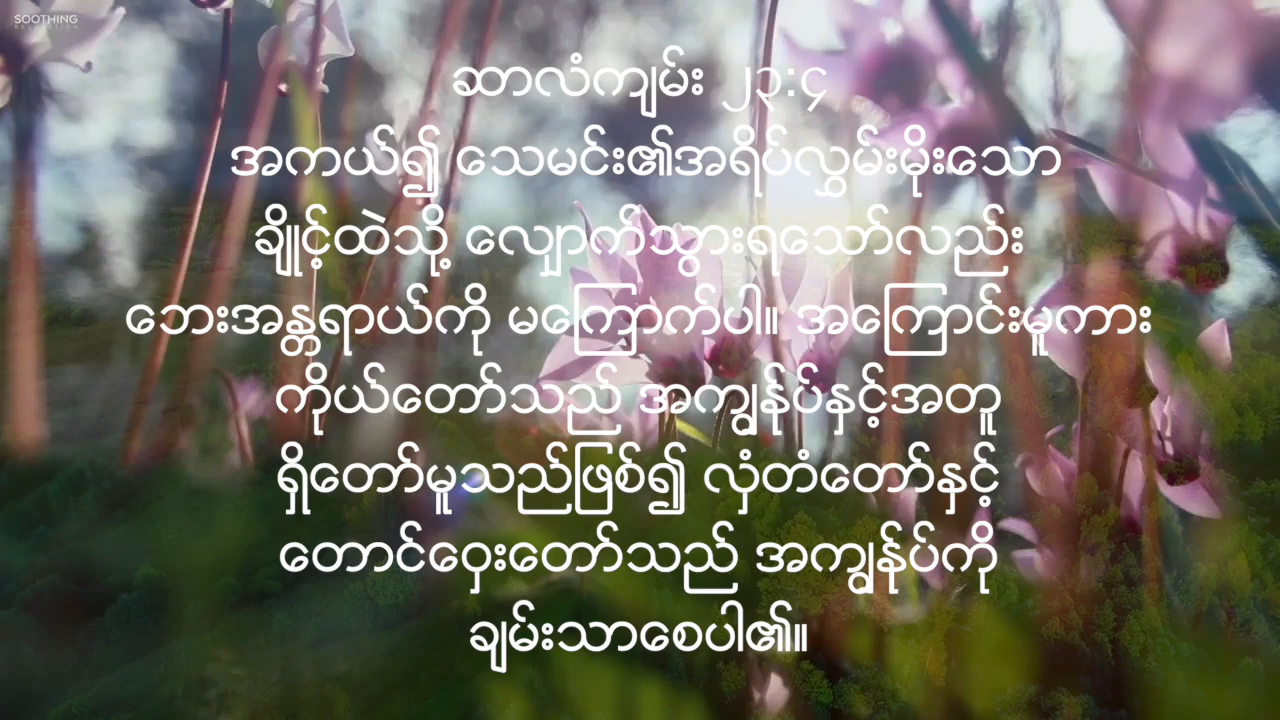 SOOTHING
RELAXATION
ဆာလံကျမ်း ၂၃:၄
အကယ်၍ သေမင်း၏အရိပ်လွှမ်းမိုးသော
ချိုင့်ထဲသို့ လျှောက်သွားရသော်လည်း
ဘေးအန္တရာယ်ကို မကြောက်ပါ။ အကြောင်းမူကား
ကိုယ်တော်သည် အကျွန်ုပ်နှင့်အတူ
ရှိတော်မူသည်ဖြစ်၍ လှံတံတော်နှင့်
တောင်ဝှေးတော်သည် အကျွန်ုပ်ကို
ချမ်းသာစေပါ၏။